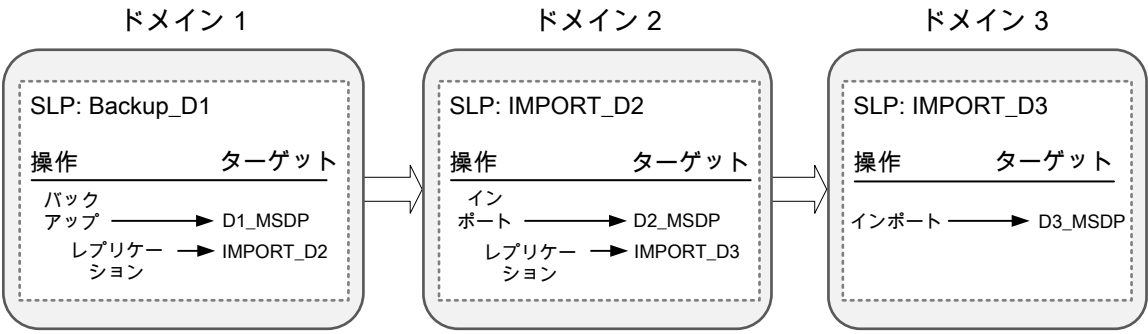 ドメイン 1
SLP: Backup_D1
操作 ターゲット
バック
アップ D1_MSDP
レプリケー IMPORT_D2
ション
ドメイン 2
SLP: IMPORT_D2
操作 ターゲット
イン
ポート D2_MSDP
レプリケー IMPORT_D3
ション
ドメイン 3
SLP: IMPORT_D3
操作 ターゲット
インポート D3_MSDP